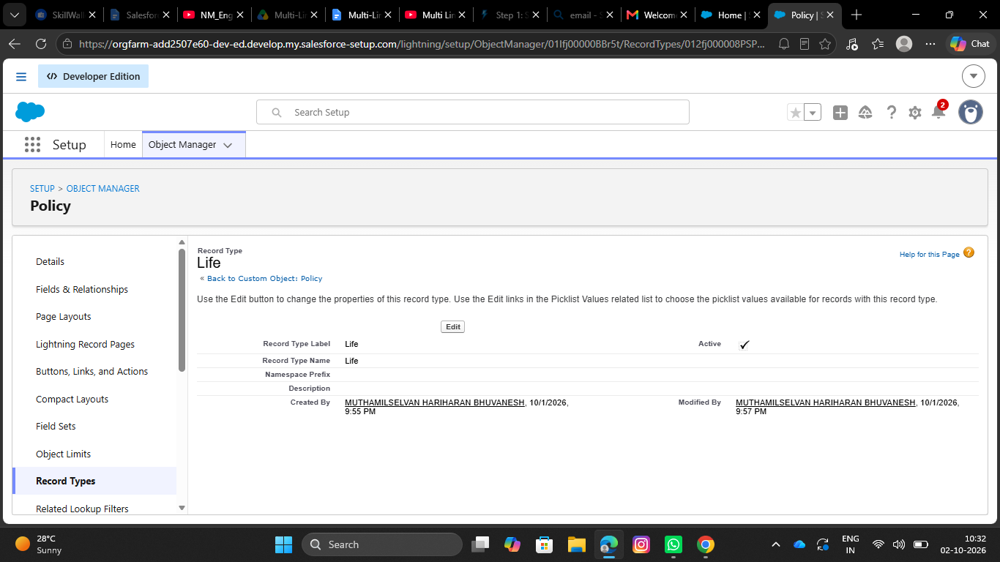 SkillWall
Salesfor
NM_Eng
Multi-Lin
Multi-Lin
Multi Lin
Step 1: S
email - S
Welcom
Home | S
Policy | S
https://orgfarm-add2507e60-dev-ed.develop.my.salesforce-setup.com/lightning/setup/ObjectManager/01Ifj00000BBr5t/RecordTypes/012fj000008PSP...
Chat
Developer Edition
Search Setup
2
Setup
Home
Object Manager
SETUP > OBJECT MANAGER
Policy
Details
Fields & Relationships
Page Layouts
Lightning Record Pages
Buttons, Links, and Actions
Compact Layouts
Field Sets
Object Limits
Record Types
Related Lookup Filters
Record Type
Life
Help for this Page ?
« Back to Custom Object: Policy
Use the Edit button to change the properties of this record type. Use the Edit links in the Picklist Values related list to choose the picklist values available for records with this record type.
Edit
Record Type Label Life Active ✓
Record Type Name Life
Namespace Prefix
Description
Created By MUTHAMILSELVAN HARIHARAN BHUVANESH, 10/1/2026, 9:55 PM
Modified By MUTHAMILSELVAN HARIHARAN BHUVANESH, 10/1/2026, 9:57 PM
28°C
Sunny
Search
ENG
IN
10:32
02-10-2026